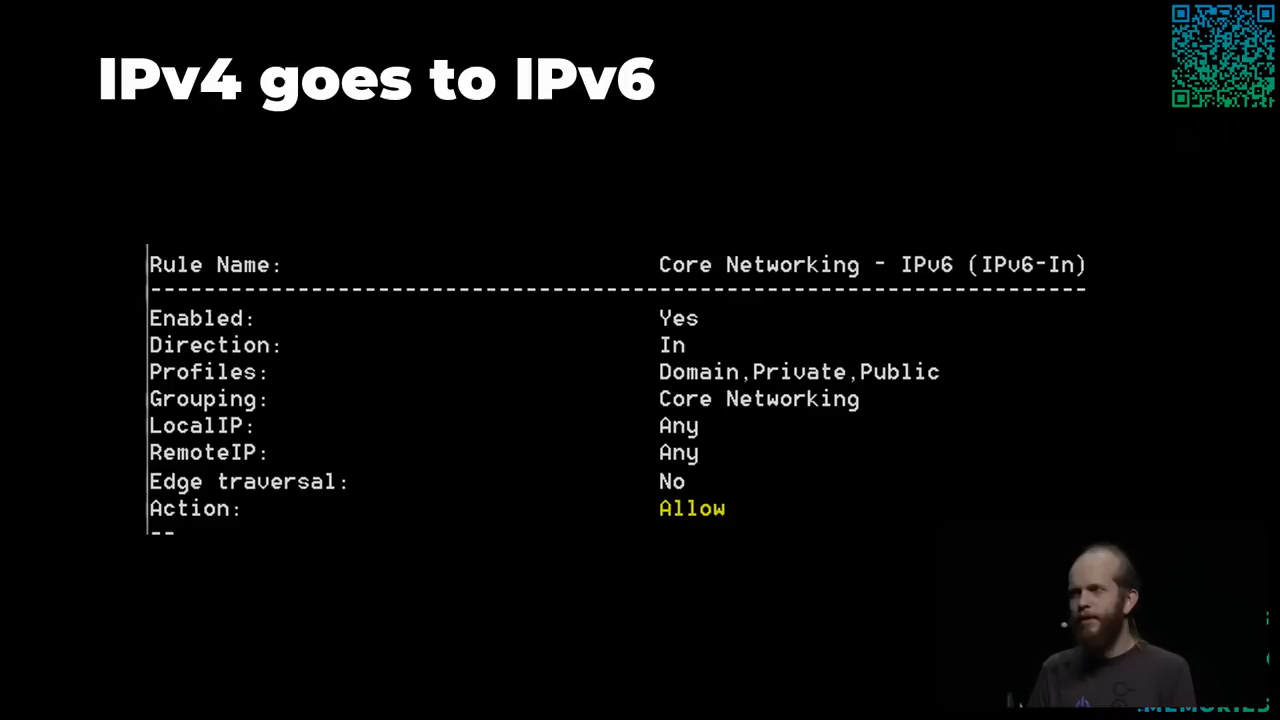 IPv4 goes to IPv6
Rule Name: Core Networking - IPv6 (IPv6-In)
----------------------------------------------------------------------
Enabled: Yes
Direction: In
Profiles: Domain,Private,Public
Grouping: Core Networking
LocalIP: Any
RemoteIP: Any
Edge traversal: No
Action: Allow
--